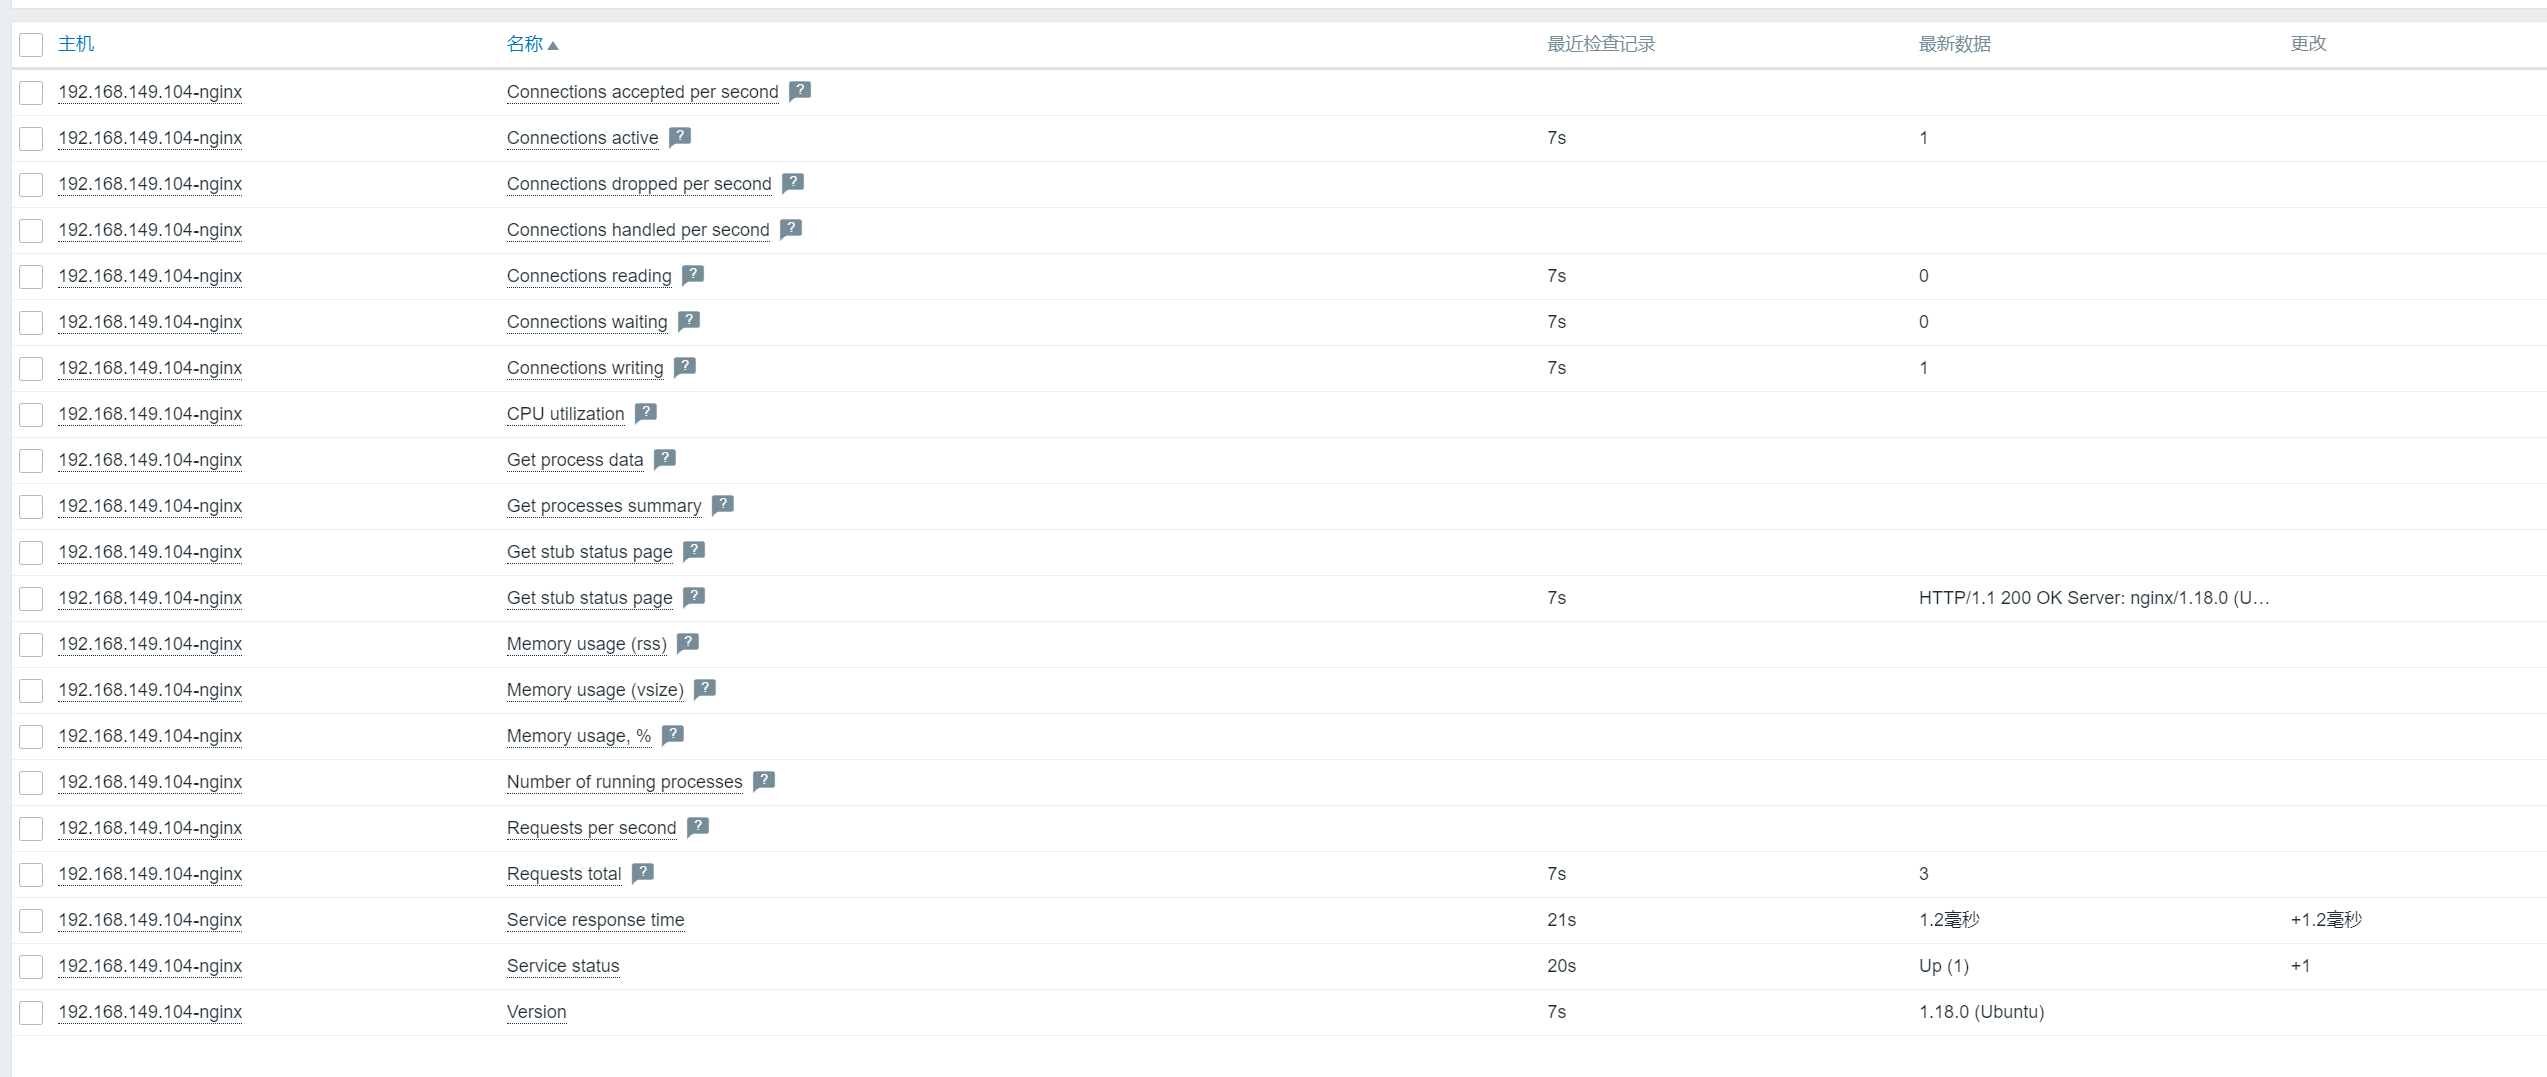 主机 名称 最近检查记录 最新数据 更改
192.168.149.104-nginx Connections accepted per second ?
192.168.149.104-nginx Connections active ? 7s 1
192.168.149.104-nginx Connections dropped per second ?
192.168.149.104-nginx Connections handled per second ?
192.168.149.104-nginx Connections reading ? 7s 0
192.168.149.104-nginx Connections waiting ? 7s 0
192.168.149.104-nginx Connections writing ? 7s 1
192.168.149.104-nginx CPU utilization ?
192.168.149.104-nginx Get process data ?
192.168.149.104-nginx Get processes summary ?
192.168.149.104-nginx Get stub status page ?
192.168.149.104-nginx Get stub status page ? 7s HTTP/1.1 200 OK Server: nginx/1.18.0 (U...
192.168.149.104-nginx Memory usage (rss) ?
192.168.149.104-nginx Memory usage (vsize) ?
192.168.149.104-nginx Memory usage, % ?
192.168.149.104-nginx Number of running processes ?
192.168.149.104-nginx Requests per second ?
192.168.149.104-nginx Requests total ? 7s 3
192.168.149.104-nginx Service response time 21s 1.2毫秒 +1.2毫秒
192.168.149.104-nginx Service status 20s Up (1) +1
192.168.149.104-nginx Version 7s 1.18.0 (Ubuntu)